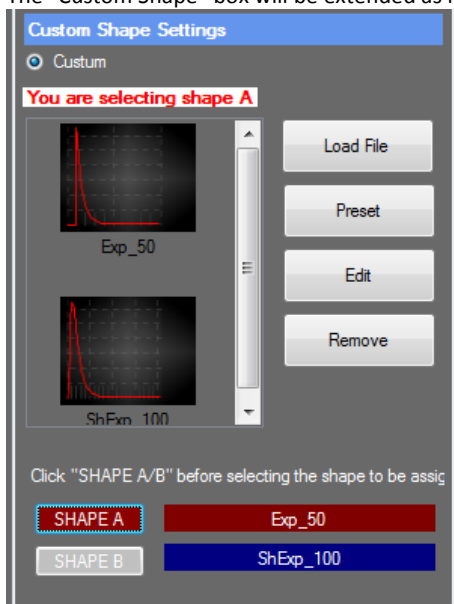 The "Custom Shape" box will be extended as
Custom Shape Settings
Custum
You are selecting shape A
Load File
Preset
Exp_50
Edit
Remove
ShExp_100
Click "SHAPE A/B" before selecting the shape to be assig
SHAPE A Exp_50
SHAPE B ShExp_100